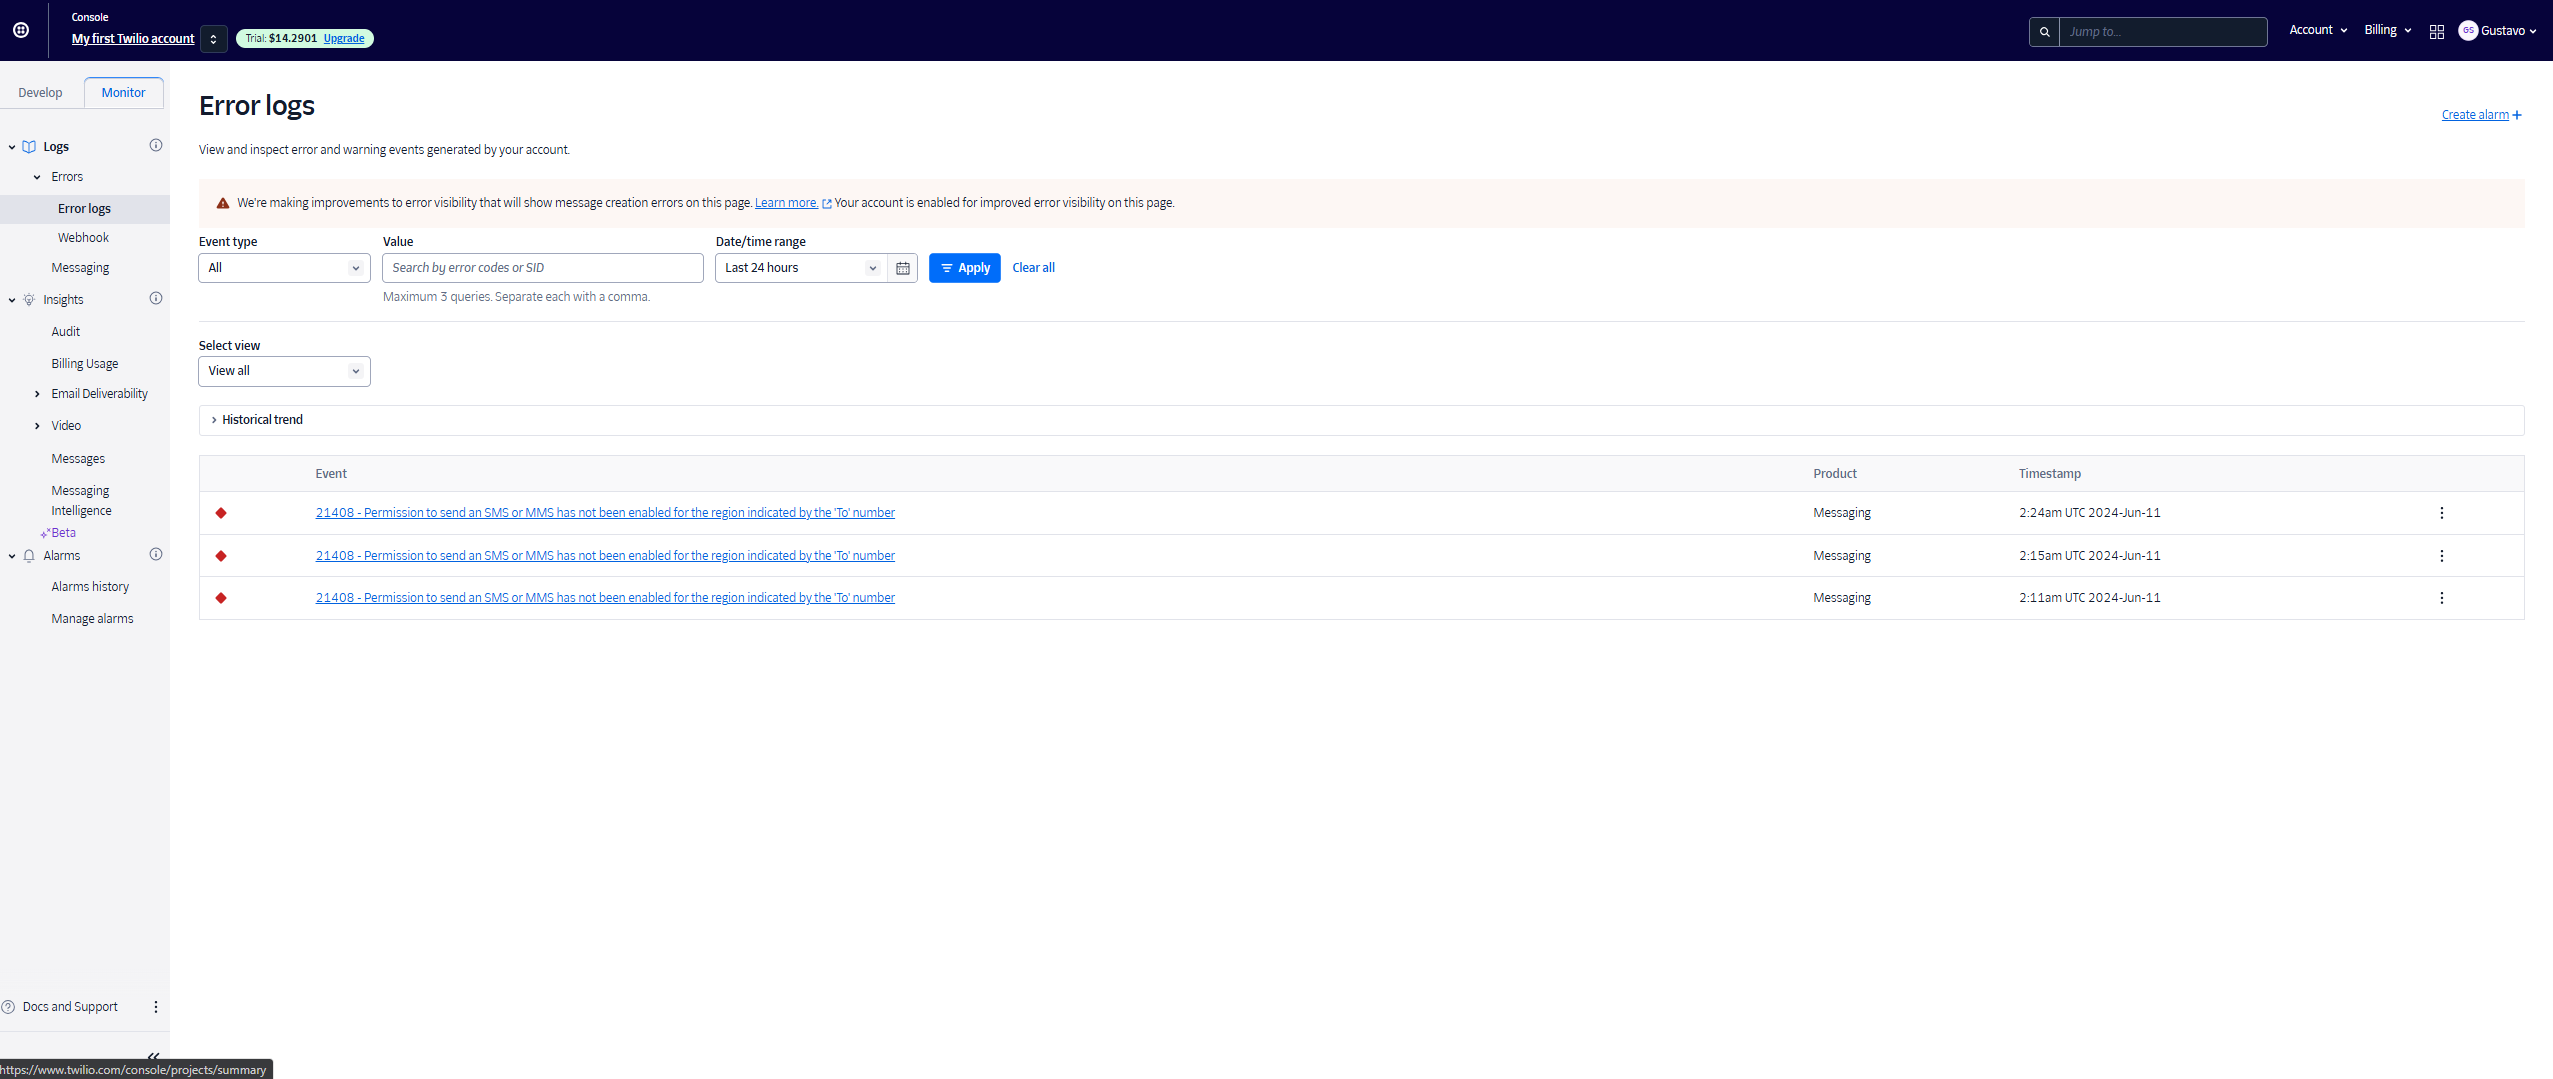 Console
My first Twilio account
Trial: $14.2901 Upgrade
Jump to...
Account
Billing
GS Gustavo
Develop
Monitor
Logs
Errors
Error logs
Webhook
Messaging
Insights
Audit
Billing Usage
Email Deliverability
Video
Messages
Messaging
Intelligence
Beta
Alarms
Alarms history
Manage alarms
Docs and Support
https://www.twilio.com/console/projects/summary
Error logs
Create alarm
View and inspect error and warning events generated by your account.
We're making improvements to error visibility that will show message creation errors on this page. Learn more. Your account is enabled for improved error visibility on this page.
Event type
Value
Date/time range
All
Search by error codes or SID
Last 24 hours
Apply
Clear all
Maximum 3 queries. Separate each with a comma.
Select view
View all
Historical trend
Event Product Timestamp
21408 - Permission to send an SMS or MMS has not been enabled for the region indicated by the 'To' number Messaging 2:24am UTC 2024-Jun-11
21408 - Permission to send an SMS or MMS has not been enabled for the region indicated by the 'To' number Messaging 2:15am UTC 2024-Jun-11
21408 - Permission to send an SMS or MMS has not been enabled for the region indicated by the 'To' number Messaging 2:11am UTC 2024-Jun-11